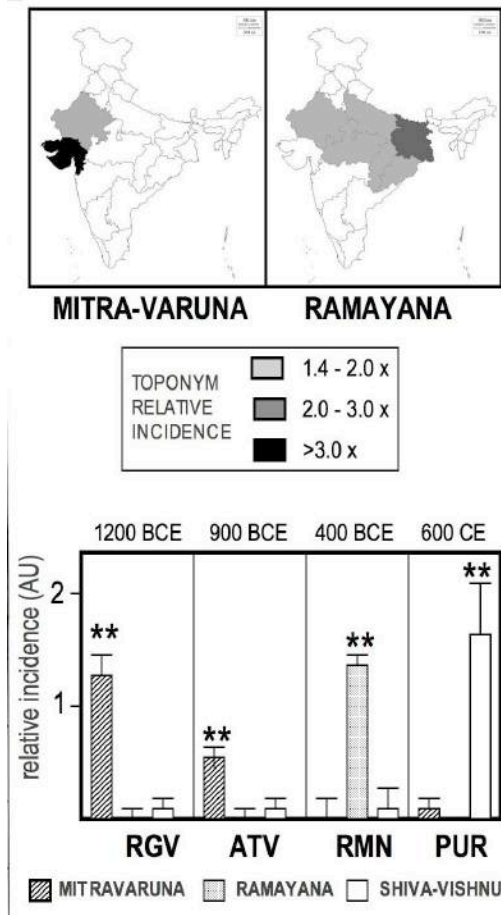 MITRA-VARUNA RAMAYANA
TOPONYM
RELATIVE
INCIDENCE
1.4 - 2.0 x
2.0 - 3.0 x
>3.0 x
1200 BCE 900 BCE 400 BCE 600 CE
relative incidence (AU)
2
1
** ** ** **
RGV ATV RMN PUR
MITRAVARUNA RAMAYANA SHIVA-VISHNU